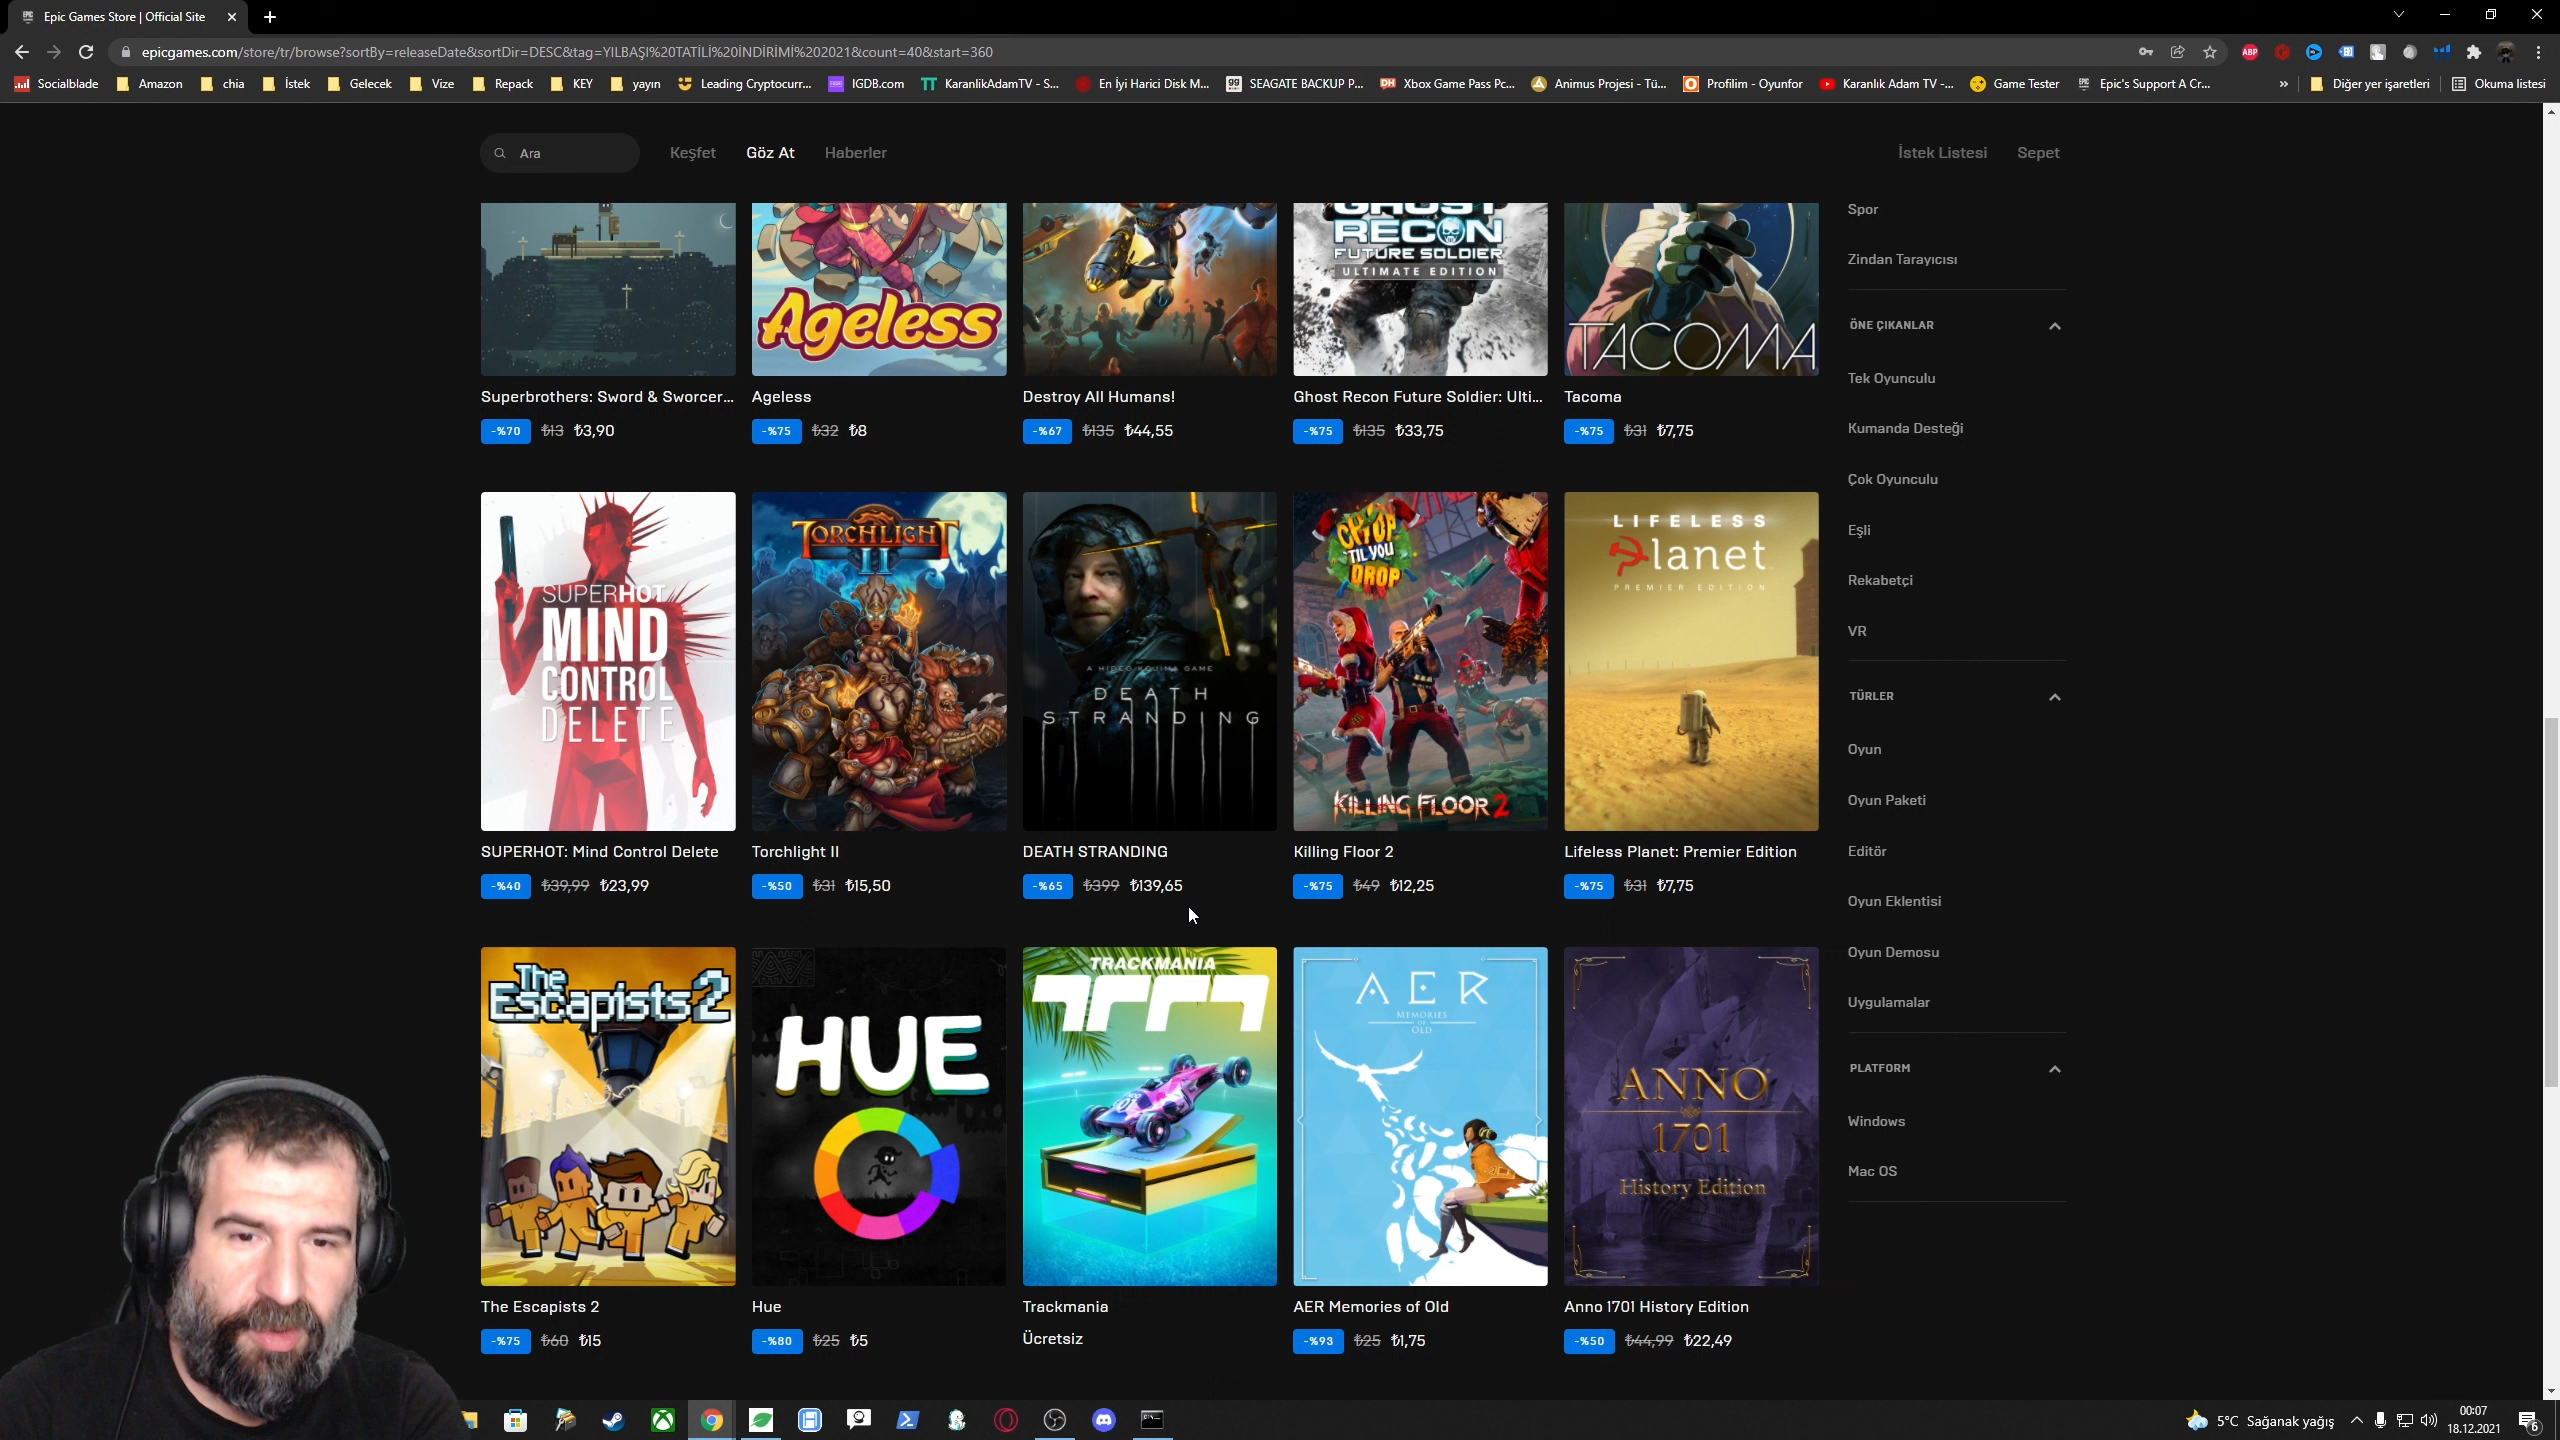 Epic Games Store | Official Site
epicgames.com/store/tr/browse?sortBy=releaseDate&sortDir=DESC&tag=YILBAŞI%20TATİLİ%20İNDİRİMİ%202021&count=40&start=360
Socialblade Amazon chia İstek Gelecek Vize Repack KEY yayın Leading Cryptocurr... IGDB.com KaranlikAdamTV - S... En İyi Harici Disk M... SEAGATE BACKUP P... Xbox Game Pass Pc... Animus Projesi - Tü... Profilim - Oyunfor Karanlık Adam TV -... Game Tester Epic's Support A Cr... » Diğer yer işaretleri Okuma listesi
Ara Keşfet Göz At Haberler İstek Listesi Sepet
Ageless
GHOST
RECON
FUTURE SOLDIER
ULTIMATE EDITION
TACOMA
Superbrothers: Sword & Sworcer... Ageless Destroy All Humans! Ghost Recon Future Soldier: Ulti... Tacoma
-%70 ₺13 ₺3,90 -%75 ₺32 ₺8 -%67 ₺135 ₺44,55 -%75 ₺135 ₺33,75 -%75 ₺31 ₺7,75
SUPERHOT
MIND
CONTROL
DELETE
TORCHLIGHT
II
A HIDEO KOJIMA GAME
DEATH
STRANDING
CHOP
'TIL YOU
DROP
KILLING FLOOR 2
LIFELESS
Planet
PREMIER EDITION
SUPERHOT: Mind Control Delete Torchlight II DEATH STRANDING Killing Floor 2 Lifeless Planet: Premier Edition
-%40 ₺39,99 ₺23,99 -%50 ₺31 ₺15,50 -%65 ₺399 ₺139,65 -%75 ₺49 ₺12,25 -%75 ₺31 ₺7,75
The
Escapists 2
HUE
TRACKMANIA
AER
MEMORIES
OF
OLD
ANNO
1701
History Edition
The Escapists 2 Hue Trackmania AER Memories of Old Anno 1701 History Edition
-%75 ₺60 ₺15 -%80 ₺25 ₺5 Ücretsiz -%93 ₺25 ₺1,75 -%50 ₺44,99 ₺22,49
Spor
Zindan Tarayıcısı
ÖNE ÇIKANLAR
Tek Oyunculu
Kumanda Desteği
Çok Oyunculu
Eşli
Rekabetçi
VR
TÜRLER
Oyun
Oyun Paketi
Editör
Oyun Eklentisi
Oyun Demosu
Uygulamalar
PLATFORM
Windows
Mac OS
5°C Sağanak yağış
00:07
18.12.2021
6